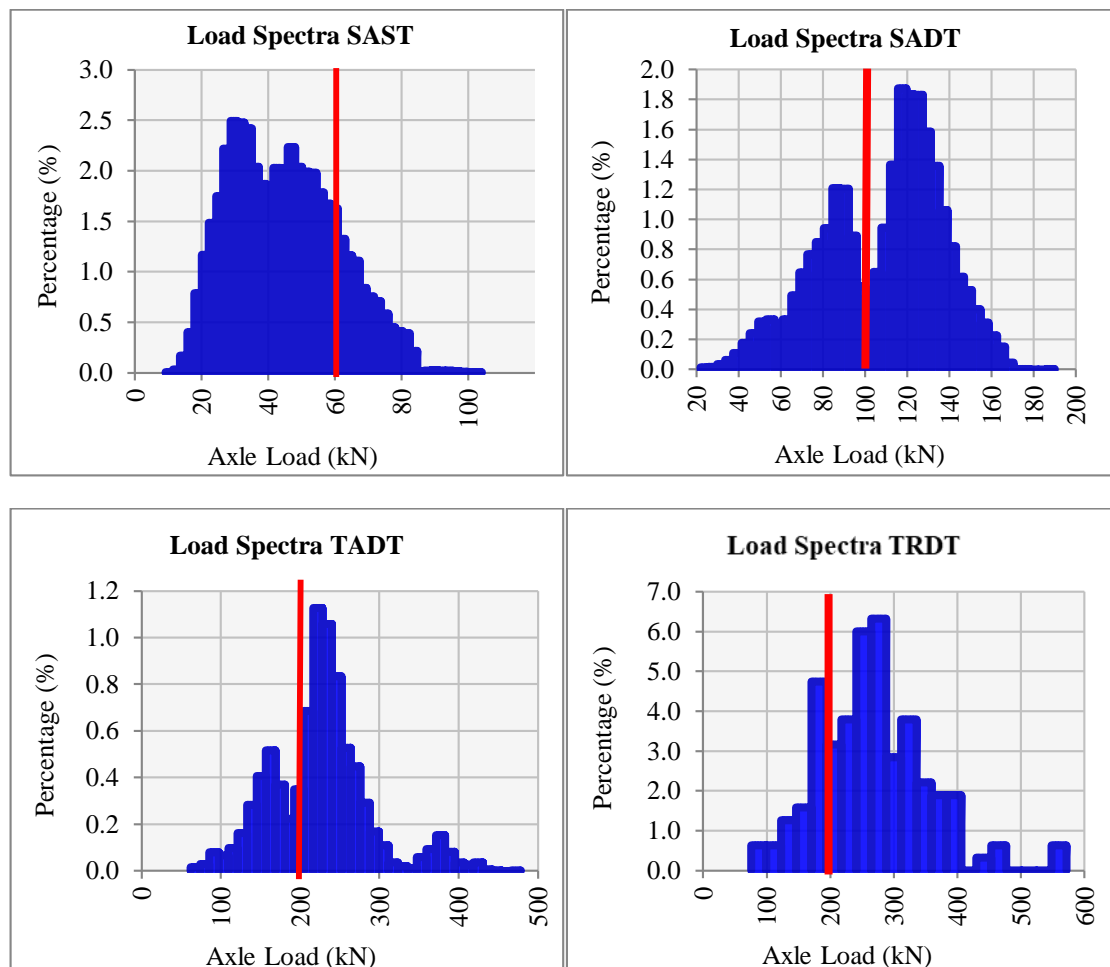 Load Spectra SAST
Percentage (%)
3.0
2.5
2.0
1.5
1.0
0.5
0.0
0 20 40 60 80 100
Axle Load (kN)
Load Spectra SADT
Percentage (%)
2.0
1.8
1.6
1.4
1.2
1.0
0.8
0.6
0.4
0.2
0.0
20 40 60 80 100 120 140 160 180 200
Axle Load (kN)
Load Spectra TADT
Percentage (%)
1.2
1.0
0.8
0.6
0.4
0.2
0.0
0 100 200 300 400 500
Axle Load (kN)
Load Spectra TRDT
Percentage (%)
7.0
6.0
5.0
4.0
3.0
2.0
1.0
0.0
0 100 200 300 400 500 600
Axle Load (kN)